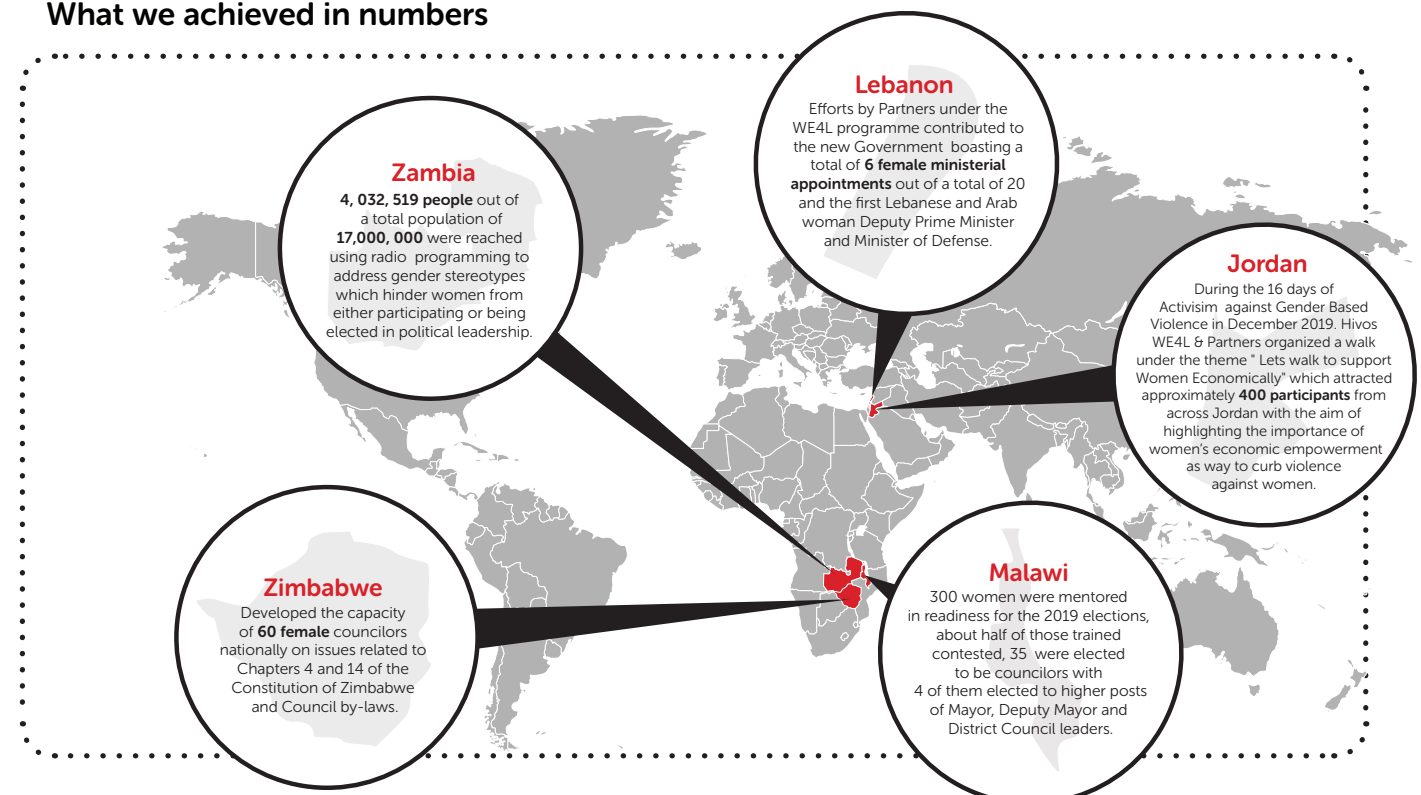 What we achieved in numbers
Lebanon
Efforts by Partners under the
WE4L programme contributed to
the new Government boasting a
total of 6 female ministerial
appointments out of a total of 20
and the first Lebanese and Arab
woman Deputy Prime Minister
and Minister of Defense.
Zambia
4, 032, 519 people out of
a total population of
17,000, 000 were reached
using radio programming to
address gender stereotypes
which hinder women from
either participating or being
elected in political leadership.
Jordan
During the 16 days of
Activisim against Gender Based
Violence in December 2019. Hivos
WE4L & Partners organized a walk
under the theme " Lets walk to support
Women Economically" which attracted
approximately 400 participants from
across Jordan with the aim of
highlighting the importance of
women's economic empowerment
as way to curb violence
against women.
Zimbabwe
Developed the capacity
of 60 female councilors
nationally on issues related to
Chapters 4 and 14 of the
Constitution of Zimbabwe
and Council by-laws.
Malawi
300 women were mentored
in readiness for the 2019 elections,
about half of those trained
contested, 35 were elected
to be councilors with
4 of them elected to higher posts
of Mayor, Deputy Mayor and
District Council leaders.